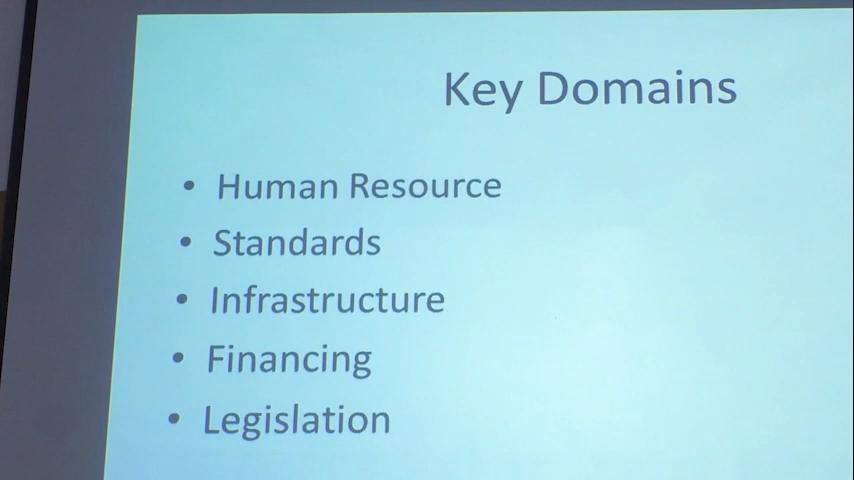 Key Domains
• Human Resource
• Standards
• Infrastructure
• Financing
• Legislation